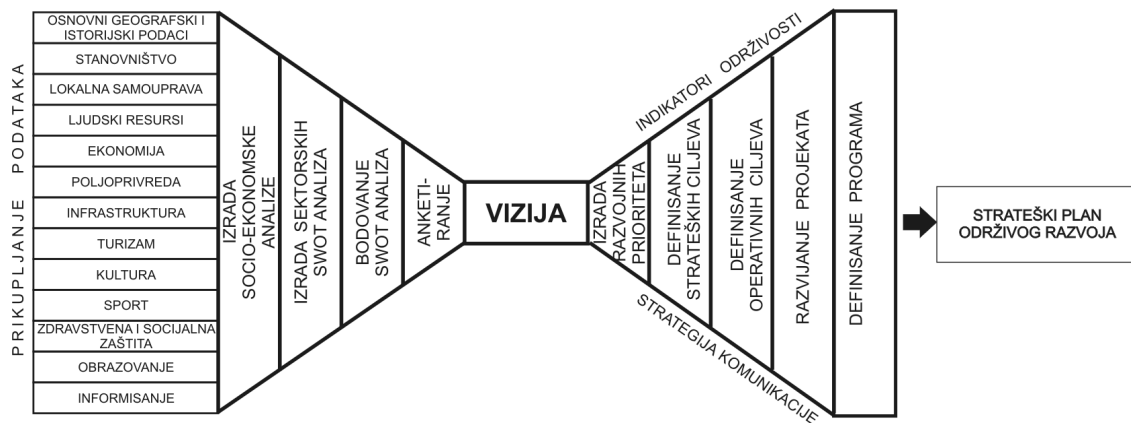 PRIKUPLJANJE PODATAKA
OSNOVNI GEOGRAFSKI I
ISTORIJSKI PODACI
STANOVNIŠTVO
LOKALNA SAMOUPRAVA
LJUDSKI RESURSI
EKONOMIJA
POLJOPRIVREDA
INFRASTRUKTURA
TURIZAM
KULTURA
SPORT
ZDRAVSTVENA I SOCIJALNA
ZAŠTITA
OBRAZOVANJE
INFORMISANJE
IZRADA
SOCIO-EKONOMSKE
ANALIZE
IZRADA SEKTORSKIH
SWOT ANALIZA
BODOVANJE
SWOT ANALIZA
ANKETI-
RANJE
VIZIJA
INDIKATORI ODRŽIVOSTI
IZRADA
RAZVOJNIH
PRIORITETA
DEFINISANJE
STRATEŠKIH CILJEVA
DEFINISANJE
OPERATIVNIH CILJEVA
RAZVIJANJE PROJEKATA
DEFINISANJE PROGRAMA
STRATEGIJA KOMUNIKACIJE
STRATEŠKI PLAN
ODRŽIVOG RAZVOJA